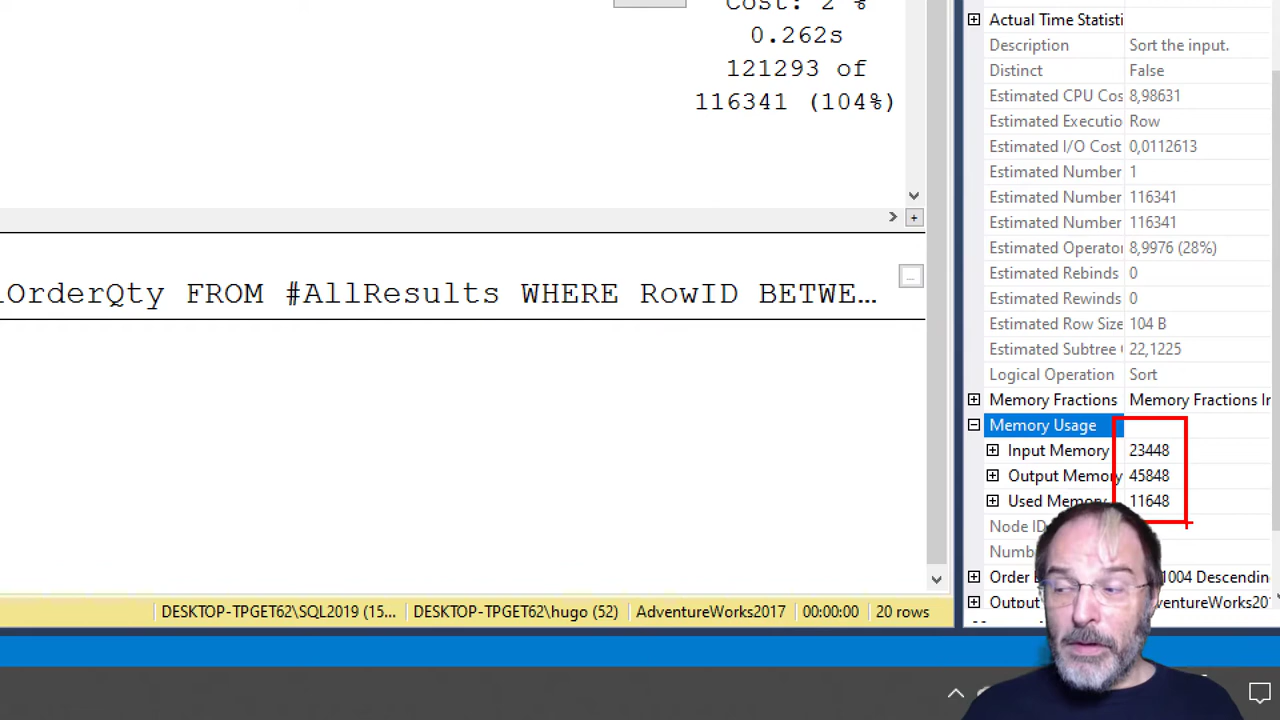 Cost: 2 %
0.262s
121293 of
116341 (104%)
OrderQty FROM #AllResults WHERE RowID BETWE...
...
DESKTOP-TPGET62\SQL2019 (15... DESKTOP-TPGET62\hugo (52) AdventureWorks2017 00:00:00 20 rows
Actual Time Statisti
Description Sort the input.
Distinct False
Estimated CPU Cos 8,98631
Estimated Executio Row
Estimated I/O Cost 0,0112613
Estimated Number 1
Estimated Number 116341
Estimated Number 116341
Estimated Operator 8,9976 (28%)
Estimated Rebinds 0
Estimated Rewinds 0
Estimated Row Size 104 B
Estimated Subtree 22,1225
Logical Operation Sort
Memory Fractions Memory Fractions In
Memory Usage
Input Memory 23448
Output Memory 45848
Used Memory 11648
Node ID
Numb
Order 1004 Descendin
Output ventureWorks201